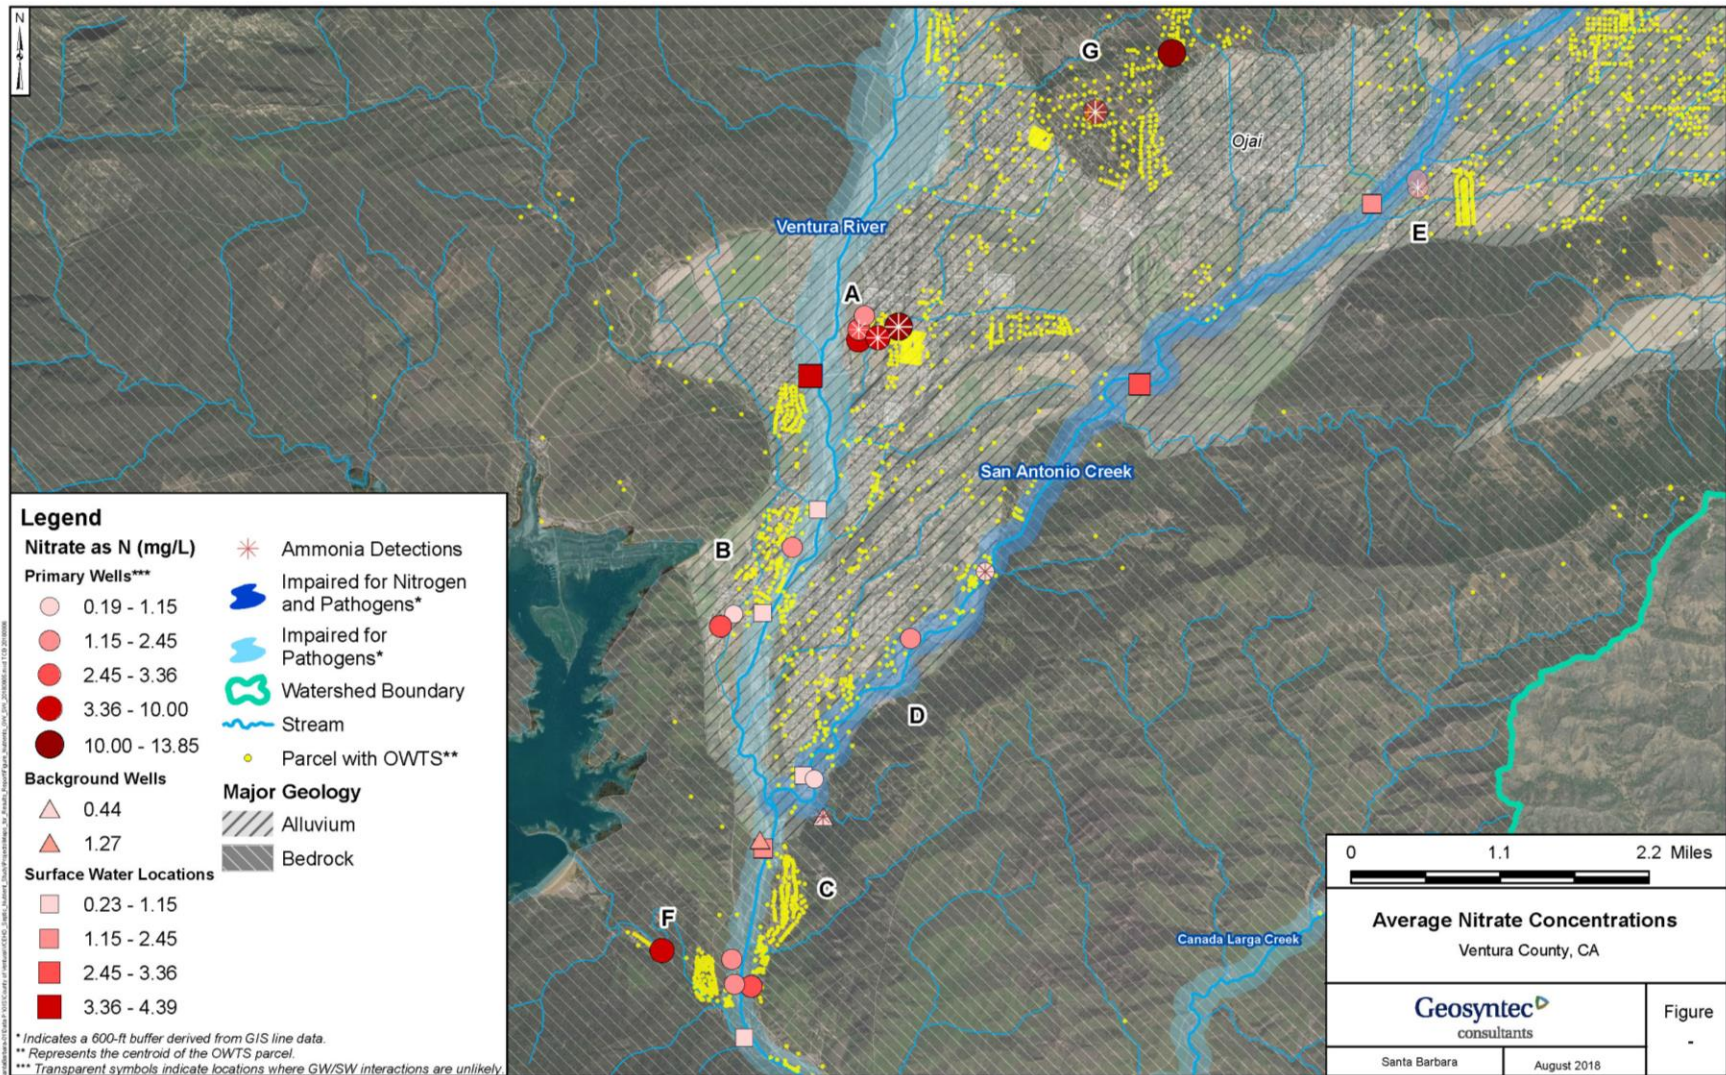 N
G
Ojai
Ventura River
E
A
San Antonio Creek
B
D
C
F
Canada Larga Creek
Legend
Nitrate as N (mg/L)
Primary Wells***
0.19 - 1.15
1.15 - 2.45
2.45 - 3.36
3.36 - 10.00
10.00 - 13.85
Background Wells
0.44
1.27
Surface Water Locations
0.23 - 1.15
1.15 - 2.45
2.45 - 3.36
3.36 - 4.39
Ammonia Detections
Impaired for Nitrogen
and Pathogens*
Impaired for
Pathogens*
Watershed Boundary
Stream
Parcel with OWTS**
Major Geology
Alluvium
Bedrock
* Indicates a 600-ft buffer derived from GIS line data.
** Represents the centroid of the OWTS parcel.
*** Transparent symbols indicate locations where GW/SW interactions are unlikely.
0 1.1 2.2 Miles
Average Nitrate Concentrations
Ventura County, CA
Geosyntec
consultants
Figure
-
Santa Barbara
August 2018